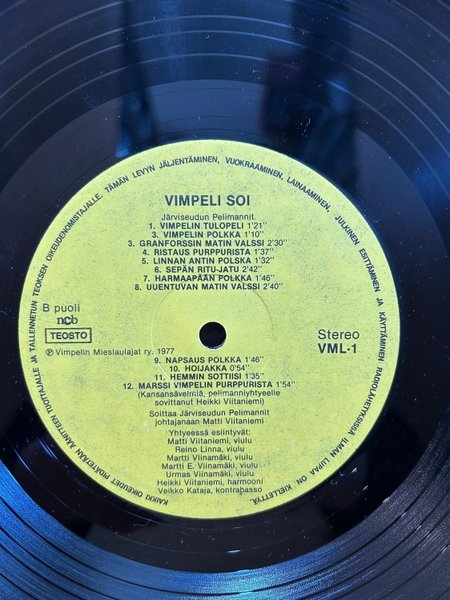 KAIKKI OIKEUDET PIDÄTETÄÄN ÄÄNITTEEN TUOTTAJALLE JA TALLENNETUN TEOKSEN OIKEUDENOMISTAJALLE. TÄMÄN LEVYN JÄLJENTÄMINEN, VUOKRAAMINEN, LAINAAMINEN, JULKINEN ESITTÄMINEN JA KÄYTTÄMINEN RADIOLÄHETYKSISSÄ ILMAN LUPAA ON KIELLETTYÄ.
VIMPELI SOI
Järviseudun Pelimannit
1. VIMPELIN TULOPELI 1'21"
2. VIMPELIN POLKKA 1'10"
3. GRANFORSSIN MATIN VALSSI 2'30"
4. RISTAUS PURPPURISTA 1'37"
5. LINNAN ANTIN POLSKA 1'32"
6. SEPÄN RITU-JATU 2'42"
7. HARMAAPÄÄN POLKKA 1'46"
8. UUENTUVAN MATIN VALSSI 2'40"
B puoli
ncb
TEOSTO
Stereo
VML-1
℗ Vimpelin Mieslaulajat ry. 1977
9. NAPSAUS POLKKA 1'46"
10. HOIJAKKA 0'54"
11. HEMMIN SOTTIISI 1'35"
12. MARSSI VIMPELIN PURPPURISTA 1'54"
(Kansansävelmiä, pelimanniyhtyeelle
sovittanut Heikki Viitaniemi)
Soittaa Järviseudun Pelimannit
johtajanaan Matti Viitaniemi
Yhtyeessä esiintyvät:
Matti Viitaniemi, viulu
Reino Linna, viulu
Martti Viinamäki, viulu
Martti E. Viinamäki, viulu
Urmas Viinamäki, viulu
Heikki Viitaniemi, harmooni
Veikko Kataja, kontrabasso